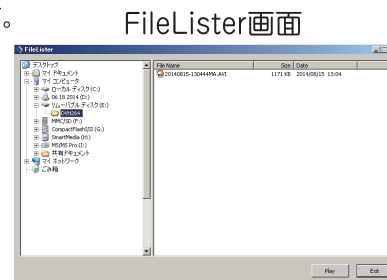 。
FileLister画面
FileLister
デスクトップ
マイ ドキュメント
マイ コンピュータ
ローカル ディスク (C:)
06 18 2014 (D:)
リムーバブル ディスク (E:)
DVH264
MMC/SD (F:)
CompactFlashI/II (G:)
SmartMedia (H:)
MS/MS Pro (I:)
共有ドキュメント
マイ ネットワーク
ごみ箱
File Name Size Date
20140815-130444MA.AVI 1171 KB 2014/08/15 13:04
Play Exit